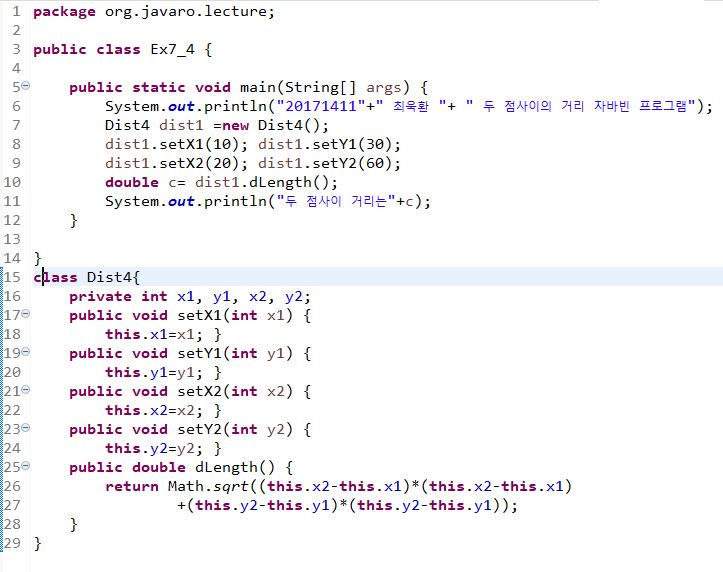 1 package org.javaro.lecture;
2
3 public class Ex7_4 {
4
5 public static void main(String[] args) {
6 System.out.println("20171411"+" 최욱환 "+ " 두 점사이의 거리 자바빈 프로그램");
7 Dist4 dist1 =new Dist4();
8 dist1.setX1(10); dist1.setY1(30);
9 dist1.setX2(20); dist1.setY2(60);
10 double c= dist1.dLength();
11 System.out.println("두 점사이 거리는"+c);
12 }
13
14 }
15 class Dist4{
16 private int x1, y1, x2, y2;
17 public void setX1(int x1) {
18 this.x1=x1; }
19 public void setY1(int y1) {
20 this.y1=y1; }
21 public void setX2(int x2) {
22 this.x2=x2; }
23 public void setY2(int y2) {
24 this.y2=y2; }
25 public double dLength() {
26 return Math.sqrt((this.x2-this.x1)*(this.x2-this.x1)
27 +(this.y2-this.y1)*(this.y2-this.y1));
28 }
29 }